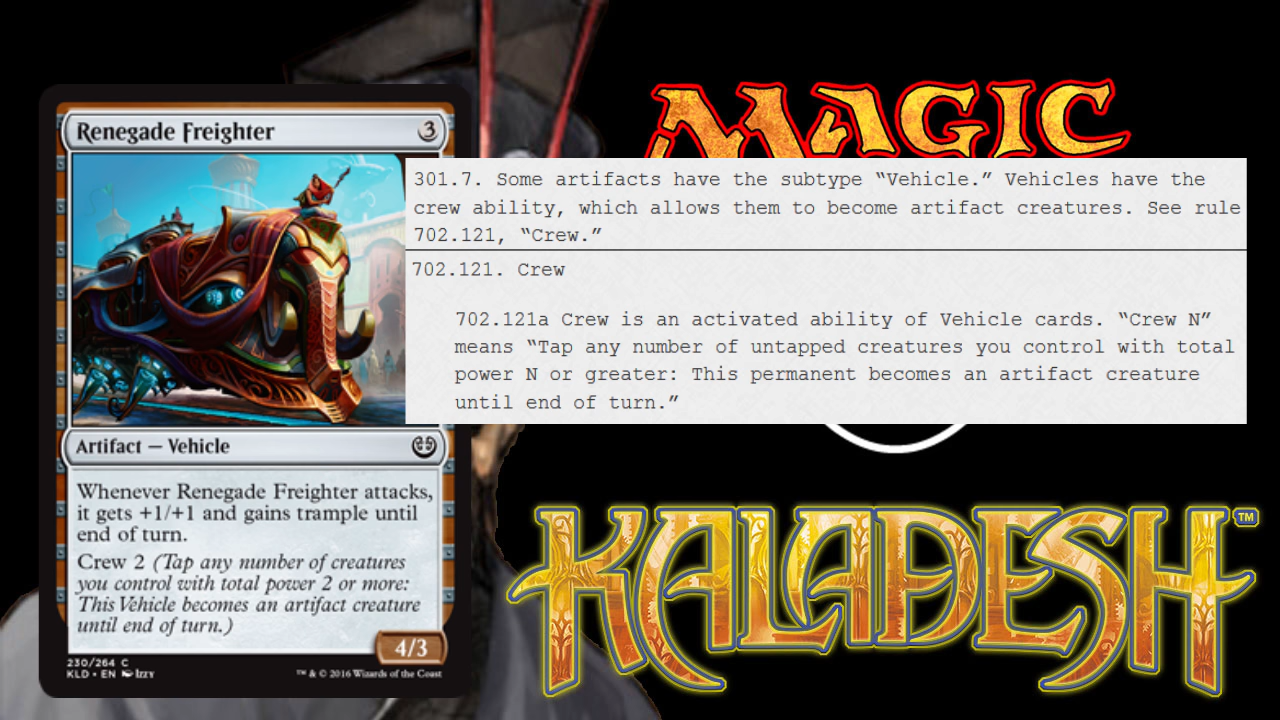 Renegade Freighter
3
Artifact — Vehicle
Whenever Renegade Freighter attacks,
it gets +1/+1 and gains trample until
end of turn.
Crew 2 (Tap any number of creatures
you control with total power 2 or more:
This Vehicle becomes an artifact creature
until end of turn.)
4/3
230/264 C
KLD • EN Izzy
™ & © 2016 Wizards of the Coast
MAGIC
301.7. Some artifacts have the subtype “Vehicle.” Vehicles have the
crew ability, which allows them to become artifact creatures. See rule
702.121, “Crew.”
702.121. Crew
702.121a Crew is an activated ability of Vehicle cards. “Crew N”
means “Tap any number of untapped creatures you control with total
power N or greater: This permanent becomes an artifact creature
until end of turn.”
KALADESH™